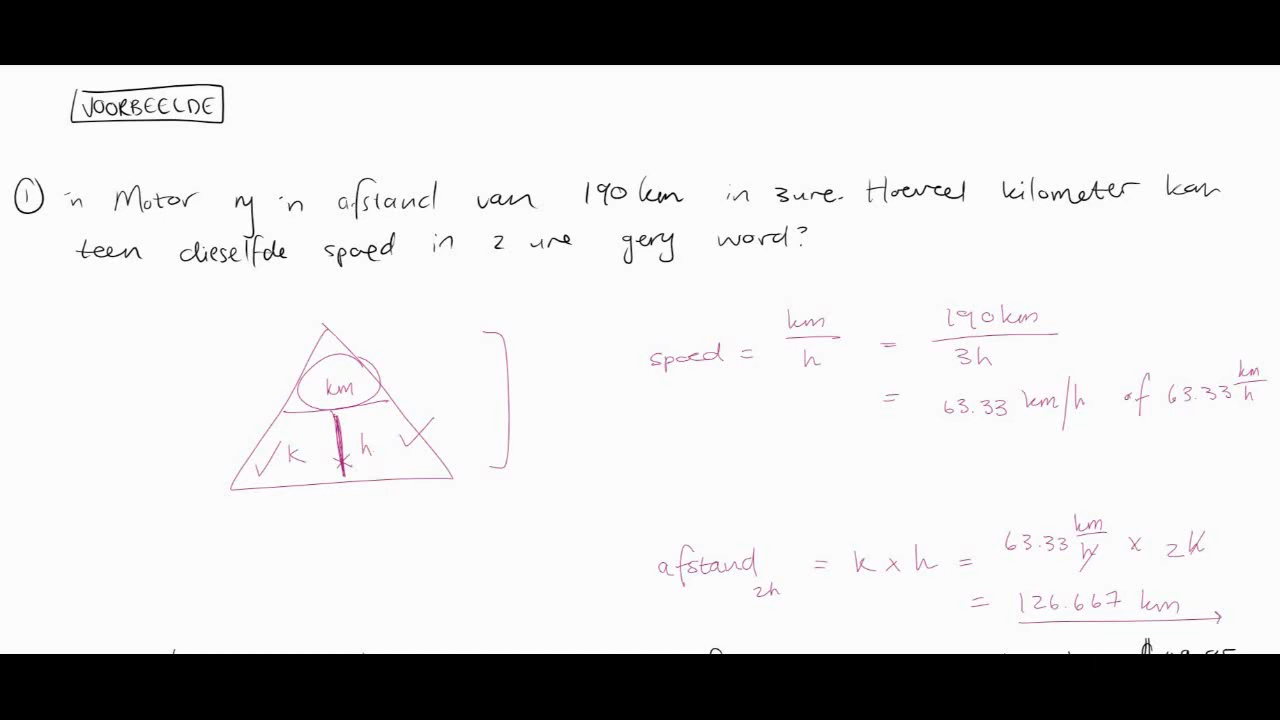 VOORBEELDE
① 'n Motor ry 'n afstand van 190 km in 3 ure. Hoeveel kilometer kan
teen dieselfde spoed in 2 ure gery word?
km
k h
spoed = km/h = 190km/3h
= 63.33 km/h of 63.33 km/h
afstand 2h = k × h = 63.33 km/h × 2h
= 126.667 km